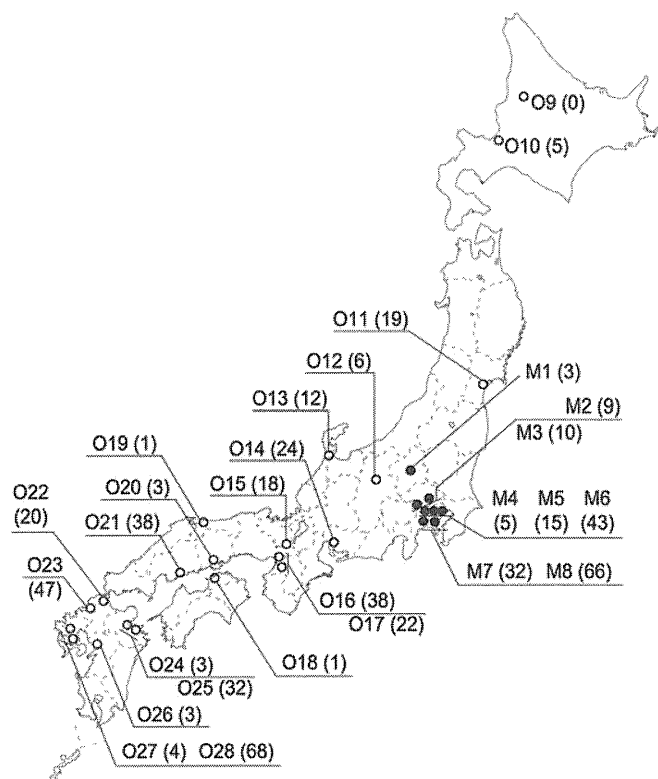 O9 (0)
O10 (5)
O11 (19)
O12 (6)
M1 (3)
M2 (9)
O13 (12)
M3 (10)
O19 (1)
O14 (24)
O20 (3)
O15 (18)
M4 M5 M6
O22
(5) (15) (43)
(20)
O21 (38)
O23
M7 (32) M8 (66)
(47)
O16 (38)
O17 (22)
O24 (3)
O18 (1)
O25 (32)
O26 (3)
O27 (4) O28 (68)